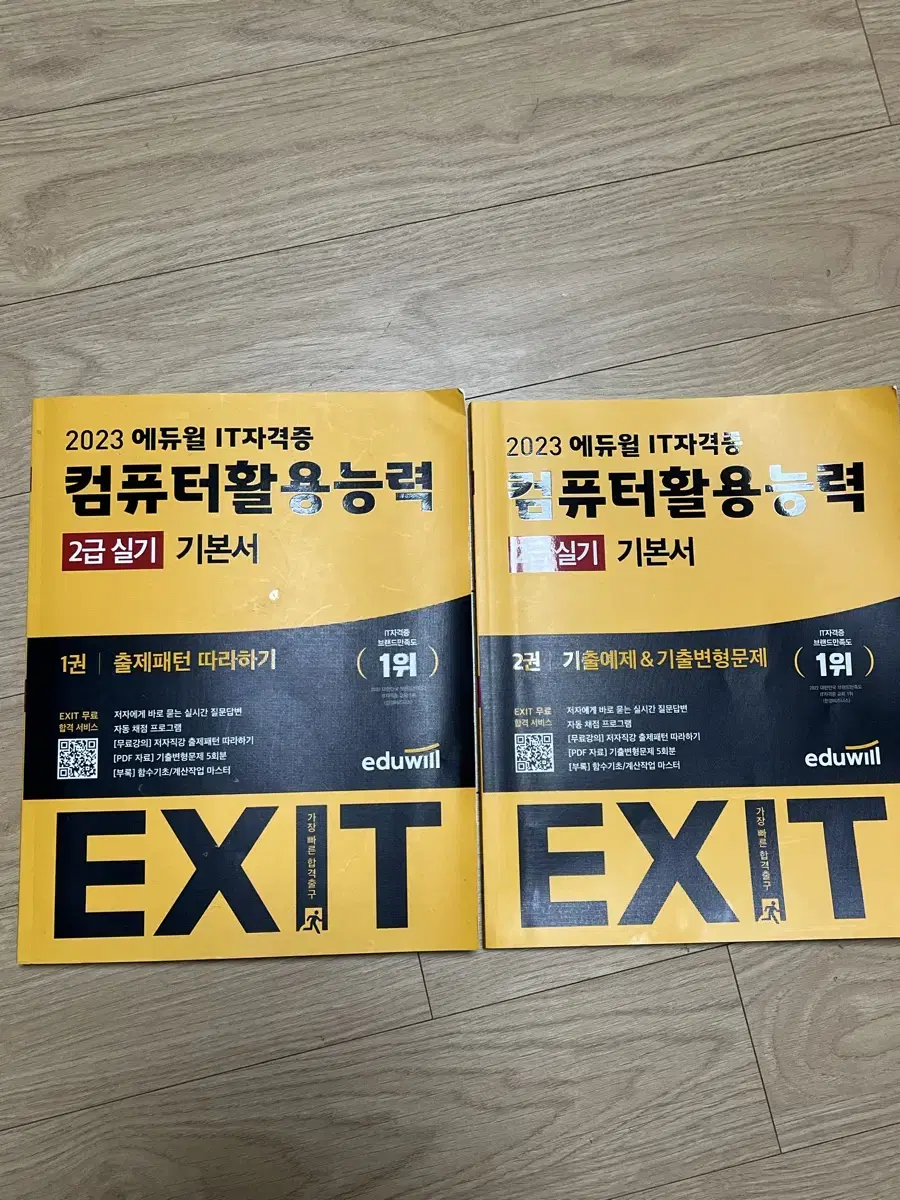 2023 에듀윌 IT자격증
컴퓨터활용능력
2급 실기 기본서
1권 출제패턴 따라하기
IT자격증
브랜드만족도
1위
EXIT 무료
합격 서비스
저자에게 바로 묻는 실시간 질문답변
자동 채점 프로그램
[무료강의] 저자직강 출제패턴 따라하기
[PDF 자료] 기출변형문제 5회분
[부록] 함수기초/계산작업 마스터
eduwill
EXIT
가장 빠른 합격출구
2023 에듀윌 IT자격증
컴퓨터활용능력
2급 실기 기본서
2권 기출예제&기출변형문제
IT자격증
브랜드만족도
1위
EXIT 무료
합격 서비스
저자에게 바로 묻는 실시간 질문답변
자동 채점 프로그램
[무료강의] 저자직강 출제패턴 따라하기
[PDF 자료] 기출변형문제 5회분
[부록] 함수기초/계산작업 마스터
eduwill
EXIT
가장 빠른 합격출구